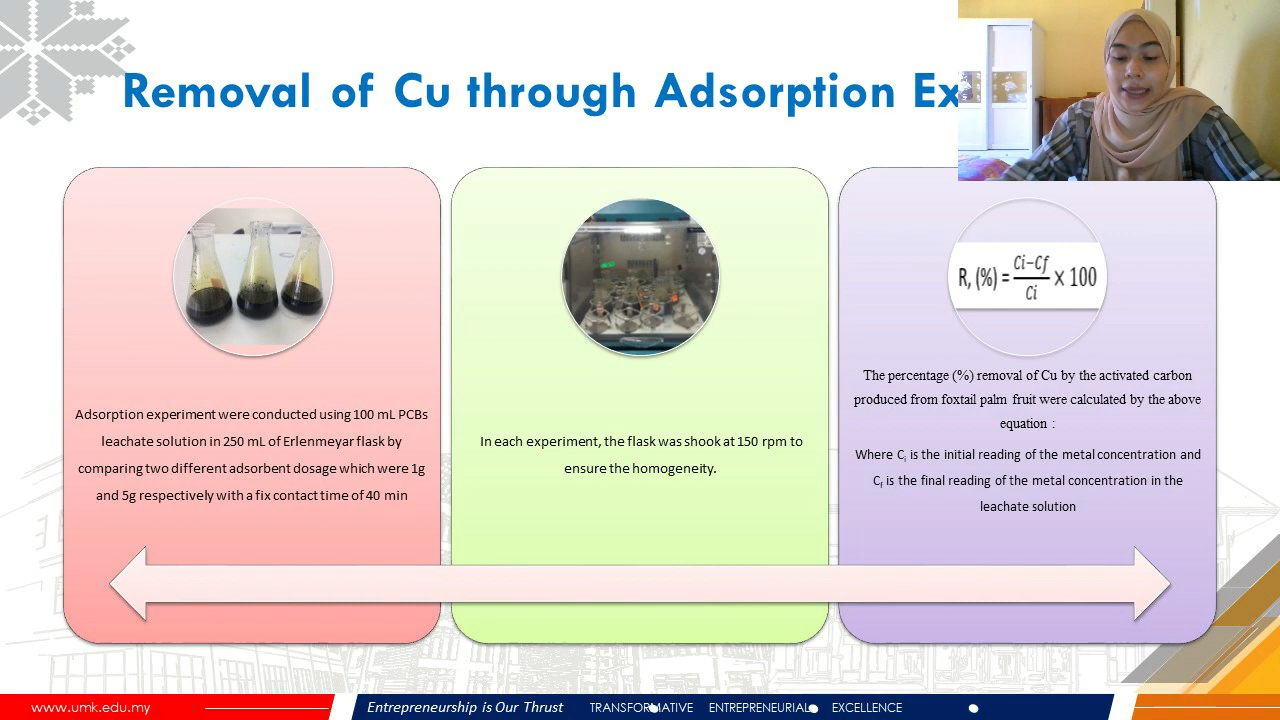 Removal of Cu through Adsorption Ex
R, (%) = Ci−Cf/Ci × 100
Adsorption experiment were conducted using 100 mL PCBs
leachate solution in 250 mL of Erlenmeyar flask by
comparing two different adsorbent dosage which were 1g
and 5g respectively with a fix contact time of 40 min
In each experiment, the flask was shook at 150 rpm to
ensure the homogeneity.
The percentage (%) removal of Cu by the activated carbon
produced from foxtail palm fruit were calculated by the above
equation :
Where Ci is the initial reading of the metal concentration and
Cf is the final reading of the metal concentration in the
leachate solution
www.umk.edu.my
Entrepreneurship is Our Thrust
TRANSFORMATIVE ENTREPRENEURIAL EXCELLENCE